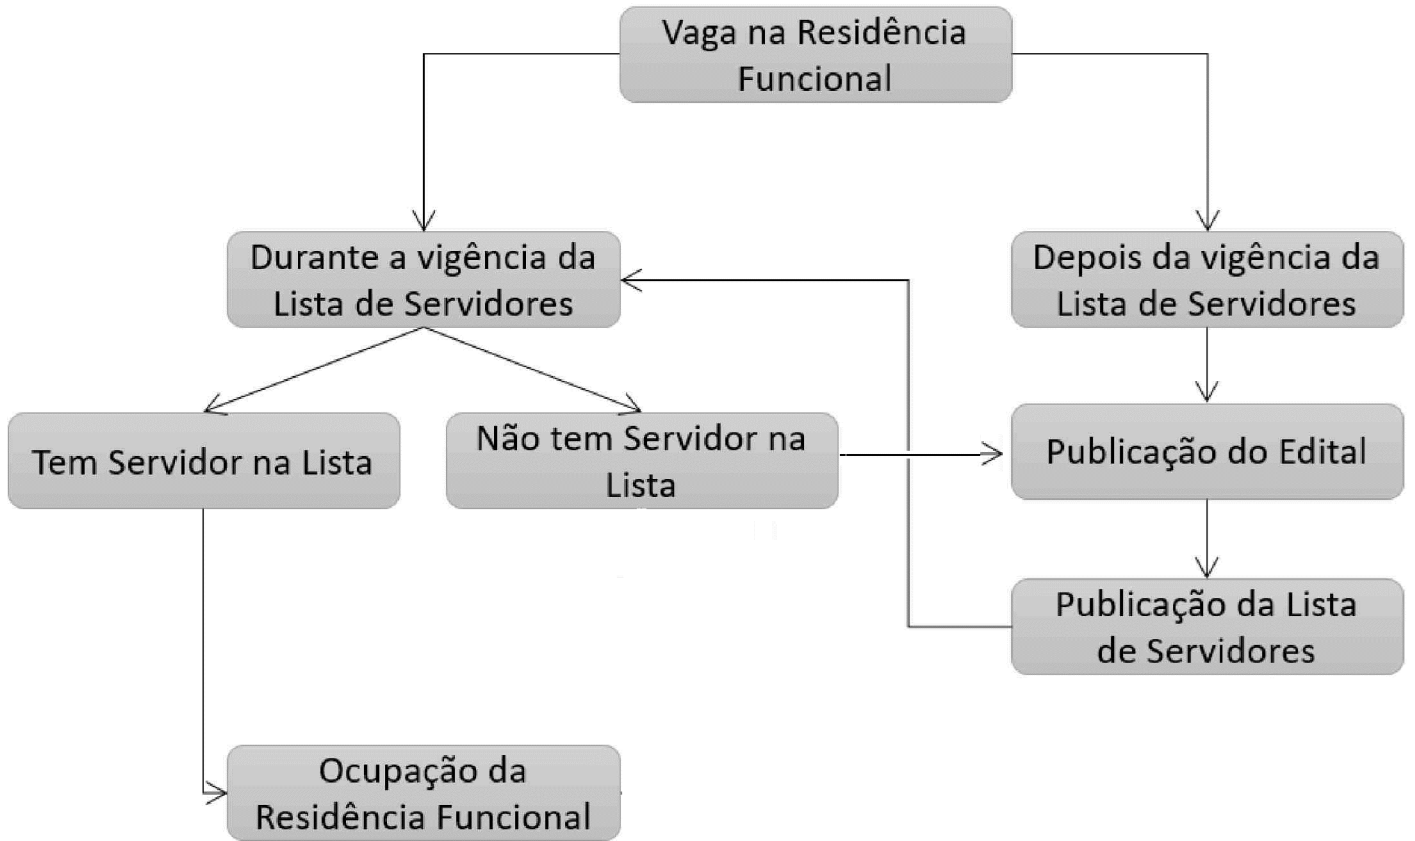 Vaga na Residência
Funcional
Durante a vigência da
Lista de Servidores
Depois da vigência da
Lista de Servidores
Tem Servidor na Lista
Não tem Servidor na
Lista
Publicação do Edital
Publicação da Lista
de Servidores
Ocupação da
Residência Funcional